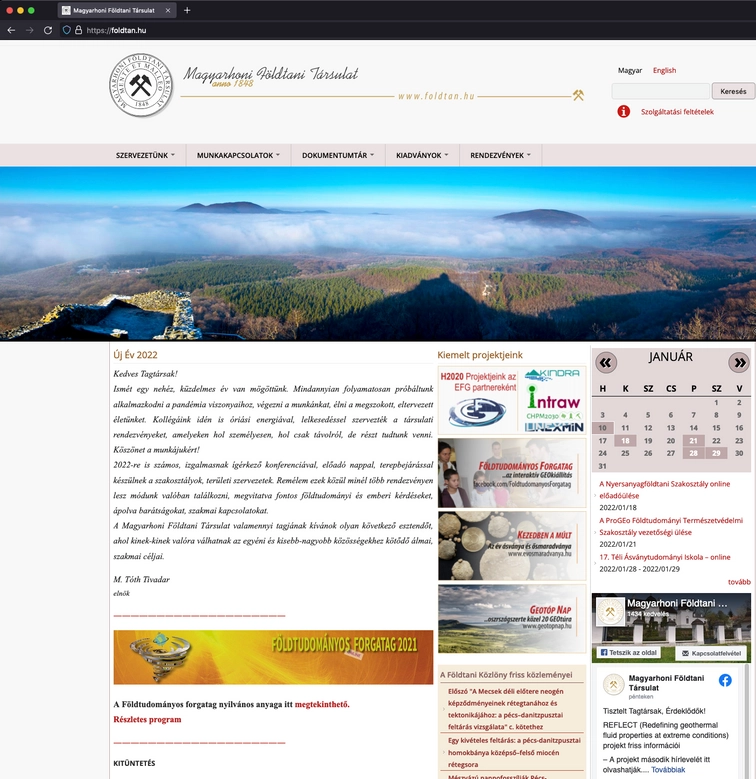 Magyarhoni Földtani Társulat
https://foldtan.hu
MAGYARHONI FÖLDTANI TÁRSULAT
MENTE ET MALLEO
1848
Magyarhoni Földtani Társulat
anno 1848
www.foldtan.hu
Magyar English
Keresés
Szolgáltatási feltételek
SZERVEZETÜNK MUNKAKAPCSOLATOK DOKUMENTUMTÁR KIADVÁNYOK RENDEZVÉNYEK
Új Év 2022
Kedves Tagtársak!
Ismét egy nehéz, küzdelmes év van mögöttünk. Mindannyian folyamatosan próbáltunk
alkalmazkodni a pandémia viszonyaihoz, végezni a munkánkat, élni a megszokott, eltervezett
életünket. Kollégáink idén is óriási energiával, lelkesedéssel szervezték a társulati
rendezvényeket, amelyeken hol személyesen, hol csak távolról, de részt tudtunk venni.
Köszönet a munkájukért!
2022-re is számos, izgalmasnak ígérkező konferenciával, előadó nappal, terepbejárással
készülnek a szakosztályok, területi szervezetek. Remélem ezek közül minél több rendezvényen
lesz módunk valóban találkozni, megvitatva fontos földtudományi és emberi kérdéseket,
ápolva barátságokat, szakmai kapcsolatokat.
A Magyarhoni Földtani Társulat valamennyi tagjának kívánok olyan következő esztendőt,
ahol kinek-kinek valóra válhatnak az egyéni és kisebb-nagyobb közösségekhez kötődő álmai,
szakmai céljai.
M. Tóth Tivadar
elnök
FÖLDTUDOMÁNYOS FORGATAG 2021
A Földtudományos forgatag nyilvános anyaga itt megtekinthető.
Részletes program
KITÜNTETÉS
Kiemelt projektjeink
H2020 Projektjeink az
EFG partnereként
KINDRA
intraw
CHPM2030
UNEXMIN
FÖLDTUDOMÁNYOS FORGATAG
...az interaktív GEOkiállítás
facebook.com/FoldtudomanyosForgatag
KEZEDBEN A MÚLT
Az év ásványa és ősmaradványa
www.evosmaradvanya.hu
GEOTÓP NAP
...országszerte közel 20 GEOtúra
www.geotopnap.hu
A Földtani Közlöny friss közleményei
Előszó "A Mecsek déli előtere neogén
képződményeinek rétegtanához és
tektonikájához: a pécs–danitzpusztai
feltárás vizsgálata" c. kötethez
Egy kivételes feltárás: a pécs-danitzpusztai
homokbánya középső–felső miocén
rétegsora
Mészvázú nannofosszíliák Pécs-
JANUÁR
H K SZ CS P SZ V
1 2
3 4 5 6 7 8 9
10 11 12 13 14 15 16
17 18 19 20 21 22 23
24 25 26 27 28 29 30
31
A Nyersanyagföldtani Szakosztály online
előadóülése
2022/01/18
A ProGEo Földtudományi Természetvédelmi
Szakosztály vezetőségi ülése
2022/01/21
17. Téli Ásványtudományi Iskola – online
2022/01/28 - 2022/01/29
tovább
Magyarhoni Földtani ...
1434 kedvelés
Tetszik az oldal Kapcsolatfelvétel
Magyarhoni Földtani
Társulat
pénteken
Tisztelt Tagtársak, Érdeklődők!
REFLECT (Redefining geothermal
fluid properties at extreme conditions)
projekt friss információi
– A projekt második hírlevelét itt
olvashatják.... Továbbiak